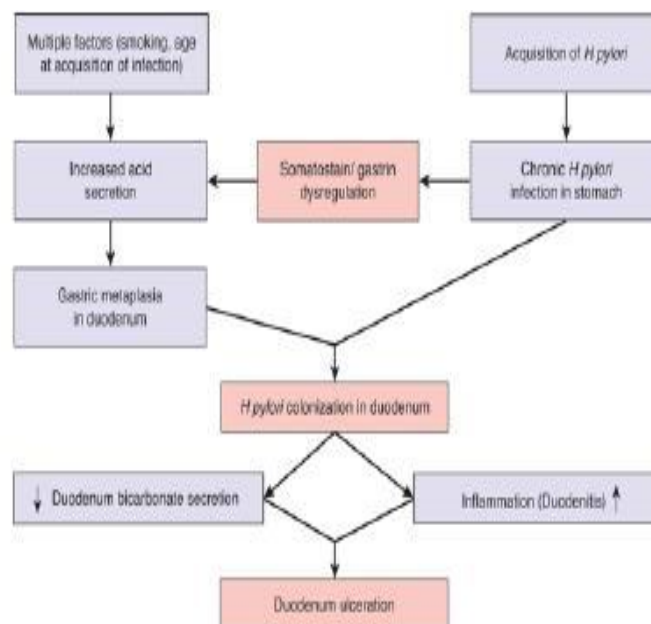 Multiple factors (smoking, age
at acquisition of infection)
Acquisition of H pylori
Increased acid
secretion
Somatostain/ gastrin
dysregulation
Chronic H pylori
infection in stomach
Gastric metaplasia
in duodenum
H pylori colonization in duodenum
↓ Duodenum bicarbonate secretion
Inflammation (Duodenitis) ↑
Duodenum ulceration